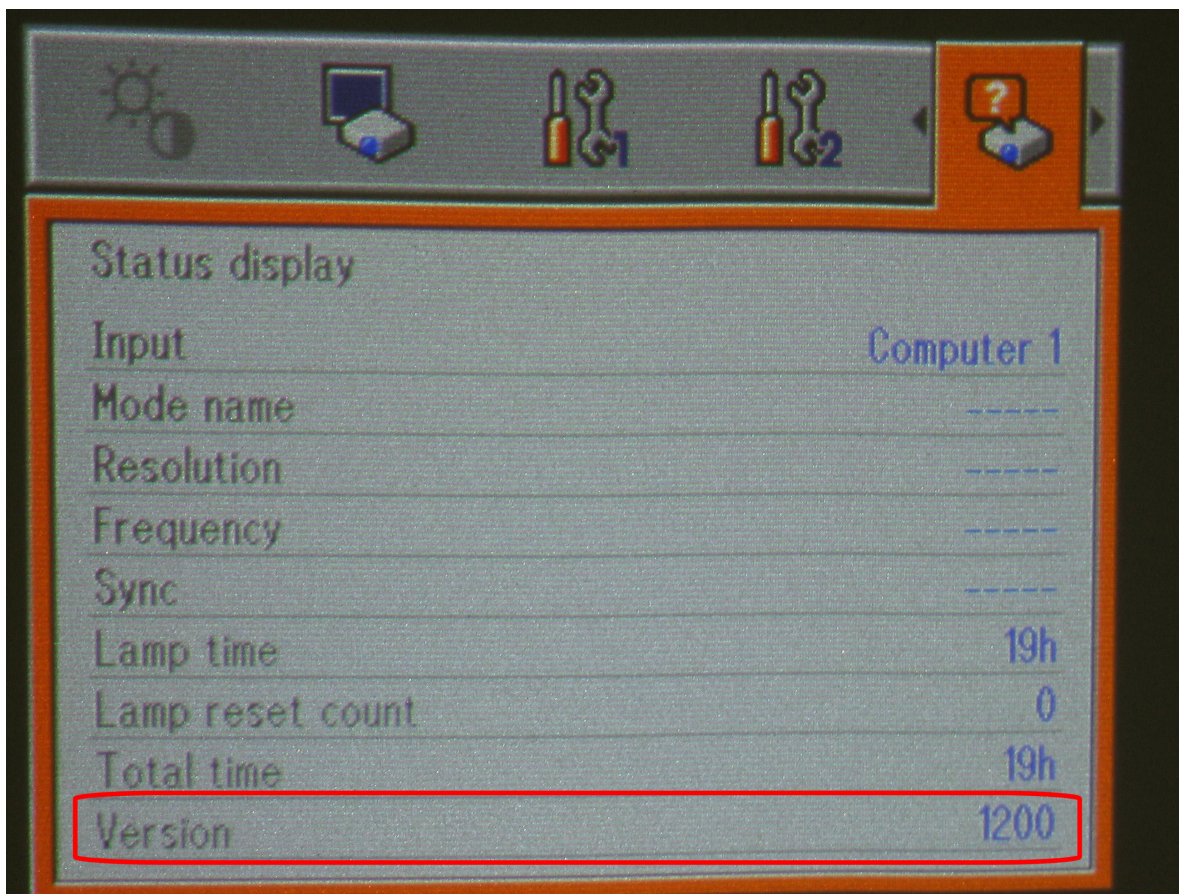 1 2 ?
Status display
Input Computer 1
Mode name -----
Resolution -----
Frequency -----
Sync -----
Lamp time 19h
Lamp reset count 0
Total time 19h
Version 1200